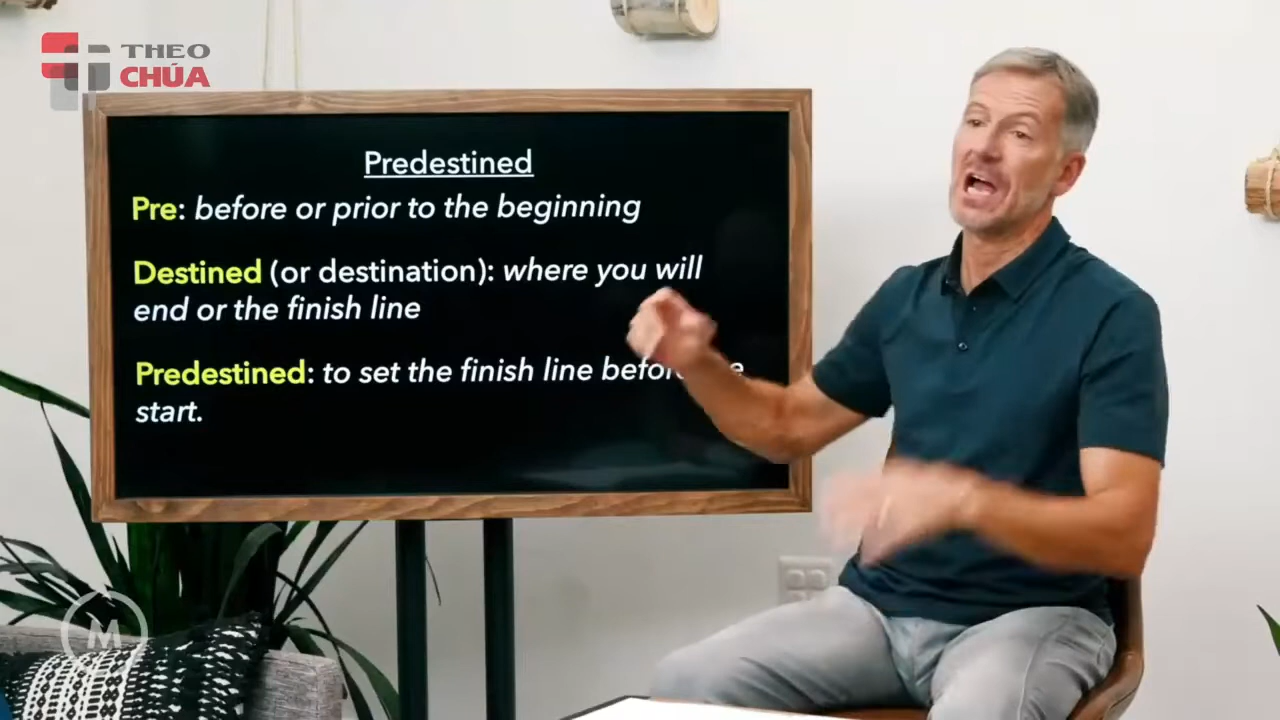 THEO
CHÚA
Predestined
Pre: before or prior to the beginning
Destined (or destination): where you will
end or the finish line
Predestined: to set the finish line
start.
M